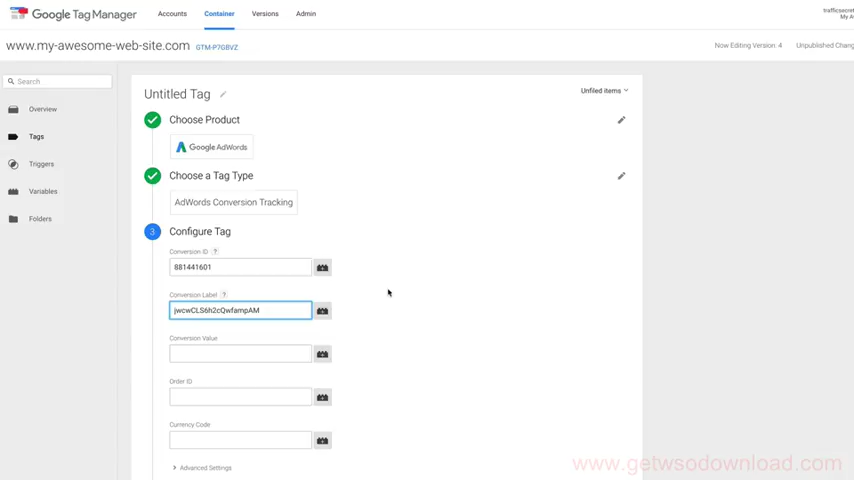 Google Tag Manager
Accounts
Container
Versions
Admin
trafficsecret
My A
www.my-awesome-web-site.com
GTM-P7GBVZ
Now Editing Version: 4
Unpublished Chang
Search
Overview
Tags
Triggers
Variables
Folders
Untitled Tag
Unfiled items
Choose Product
Google AdWords
Choose a Tag Type
AdWords Conversion Tracking
3
Configure Tag
Conversion ID ?
881441601
Conversion Label ?
jwcwCLS6h2cQwfampAM
Conversion Value
Order ID
Currency Code
Advanced Settings
www.getwsodownload.com